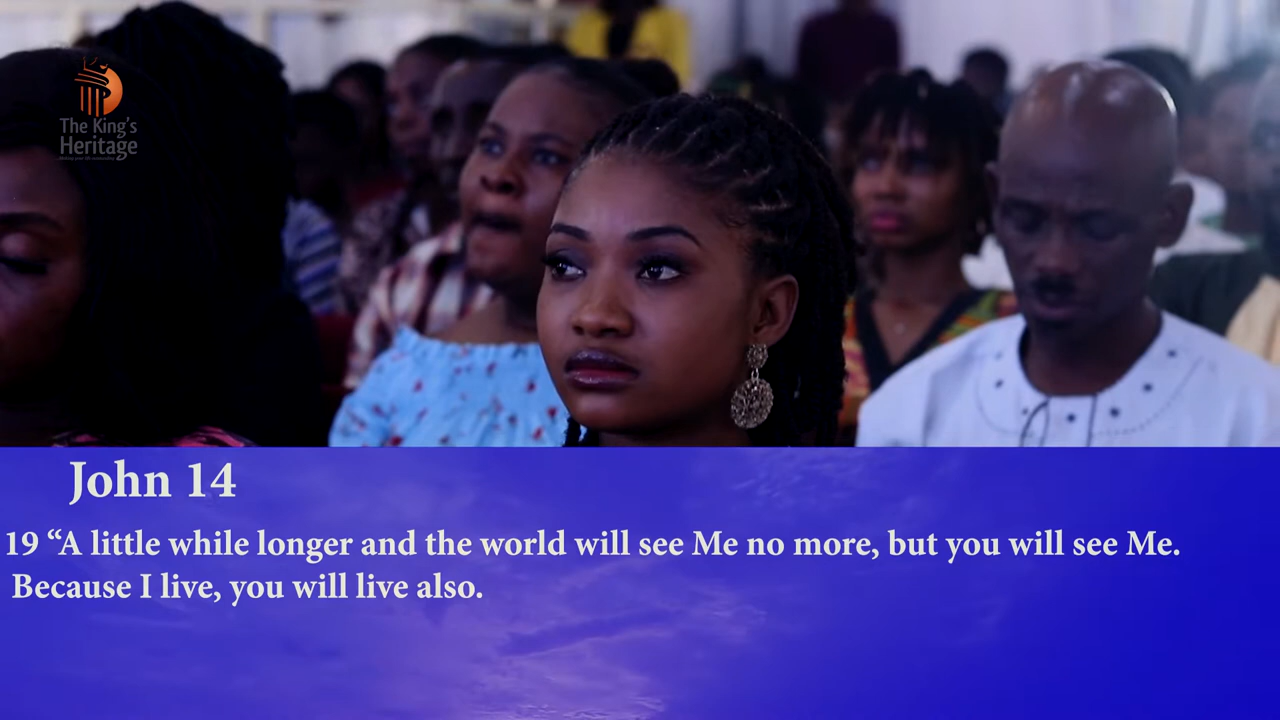 The King's
Heritage
John 14
19 “A little while longer and the world will see Me no more, but you will see Me.
Because I live, you will live also.